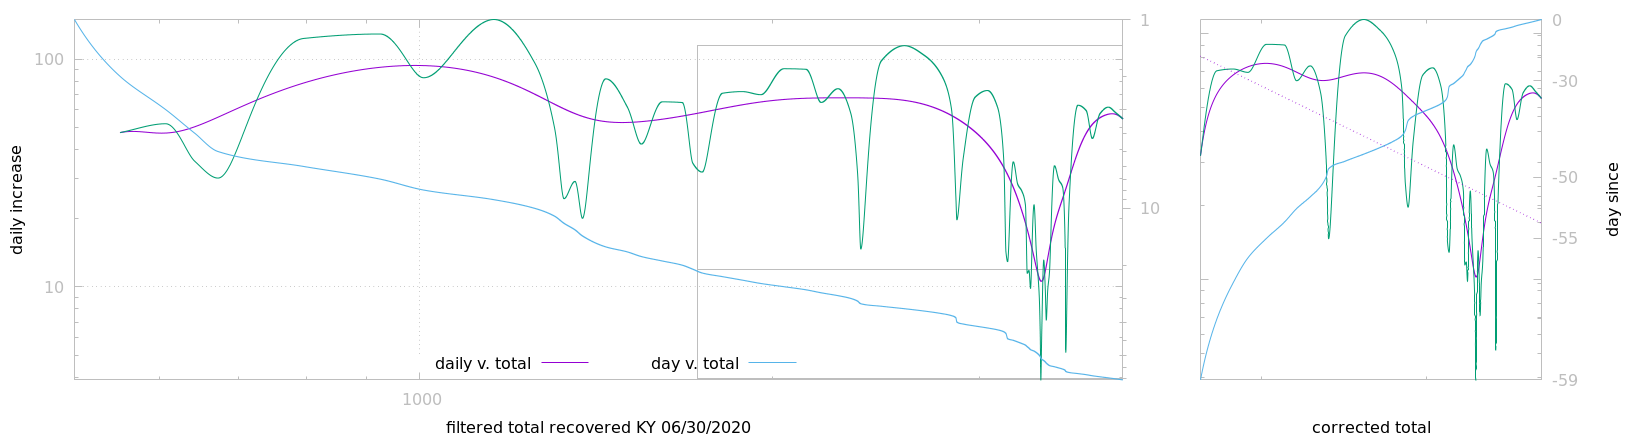 daily increase
100
10
1000
daily v. total
day v. total
filtered total recovered KY 06/30/2020
1
10
0
-30
-50
-55
-59
day since
corrected total